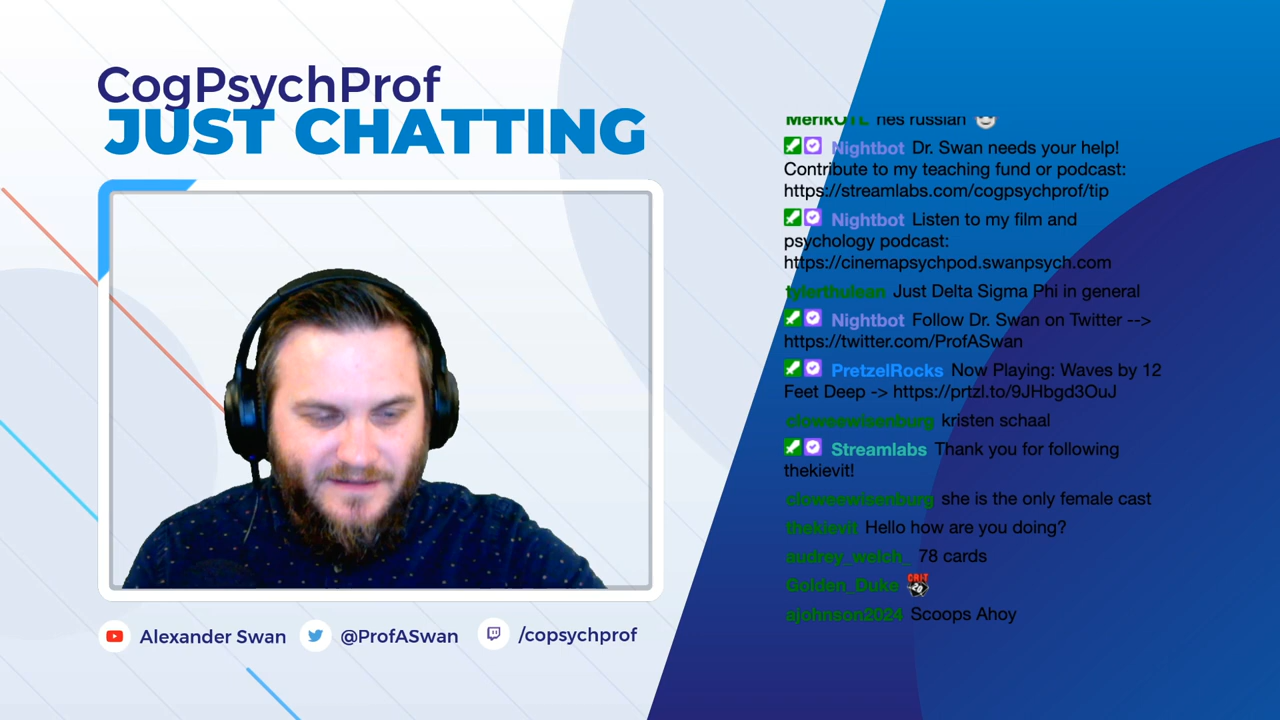 CogPsychProf
JUST CHATTING
MerikOTL hes russian
Nightbot Dr. Swan needs your help!
Contribute to my teaching fund or podcast:
https://streamlabs.com/cogpsychprof/tip
Nightbot Listen to my film and
psychology podcast:
https://cinemapsychpod.swanpsych.com
tylerthulean Just Delta Sigma Phi in general
Nightbot Follow Dr. Swan on Twitter -->
https://twitter.com/ProfASwan
PretzelRocks Now Playing: Waves by 12
Feet Deep -> https://prtzl.to/9JHbgd3OuJ
cloweewisenburg kristen schaal
Streamlabs Thank you for following
thekievit!
cloweewisenburg she is the only female cast
thekievit Hello how are you doing?
audrey_welch_ 78 cards
Golden_Duke
ajohnson2024 Scoops Ahoy
Alexander Swan @ProfASwan /copsychprof